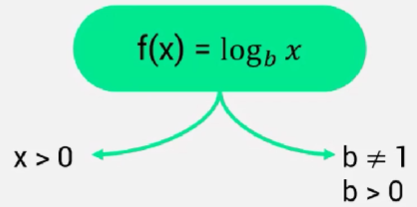 f(x) = log_b x
x > 0
b ≠ 1
b > 0